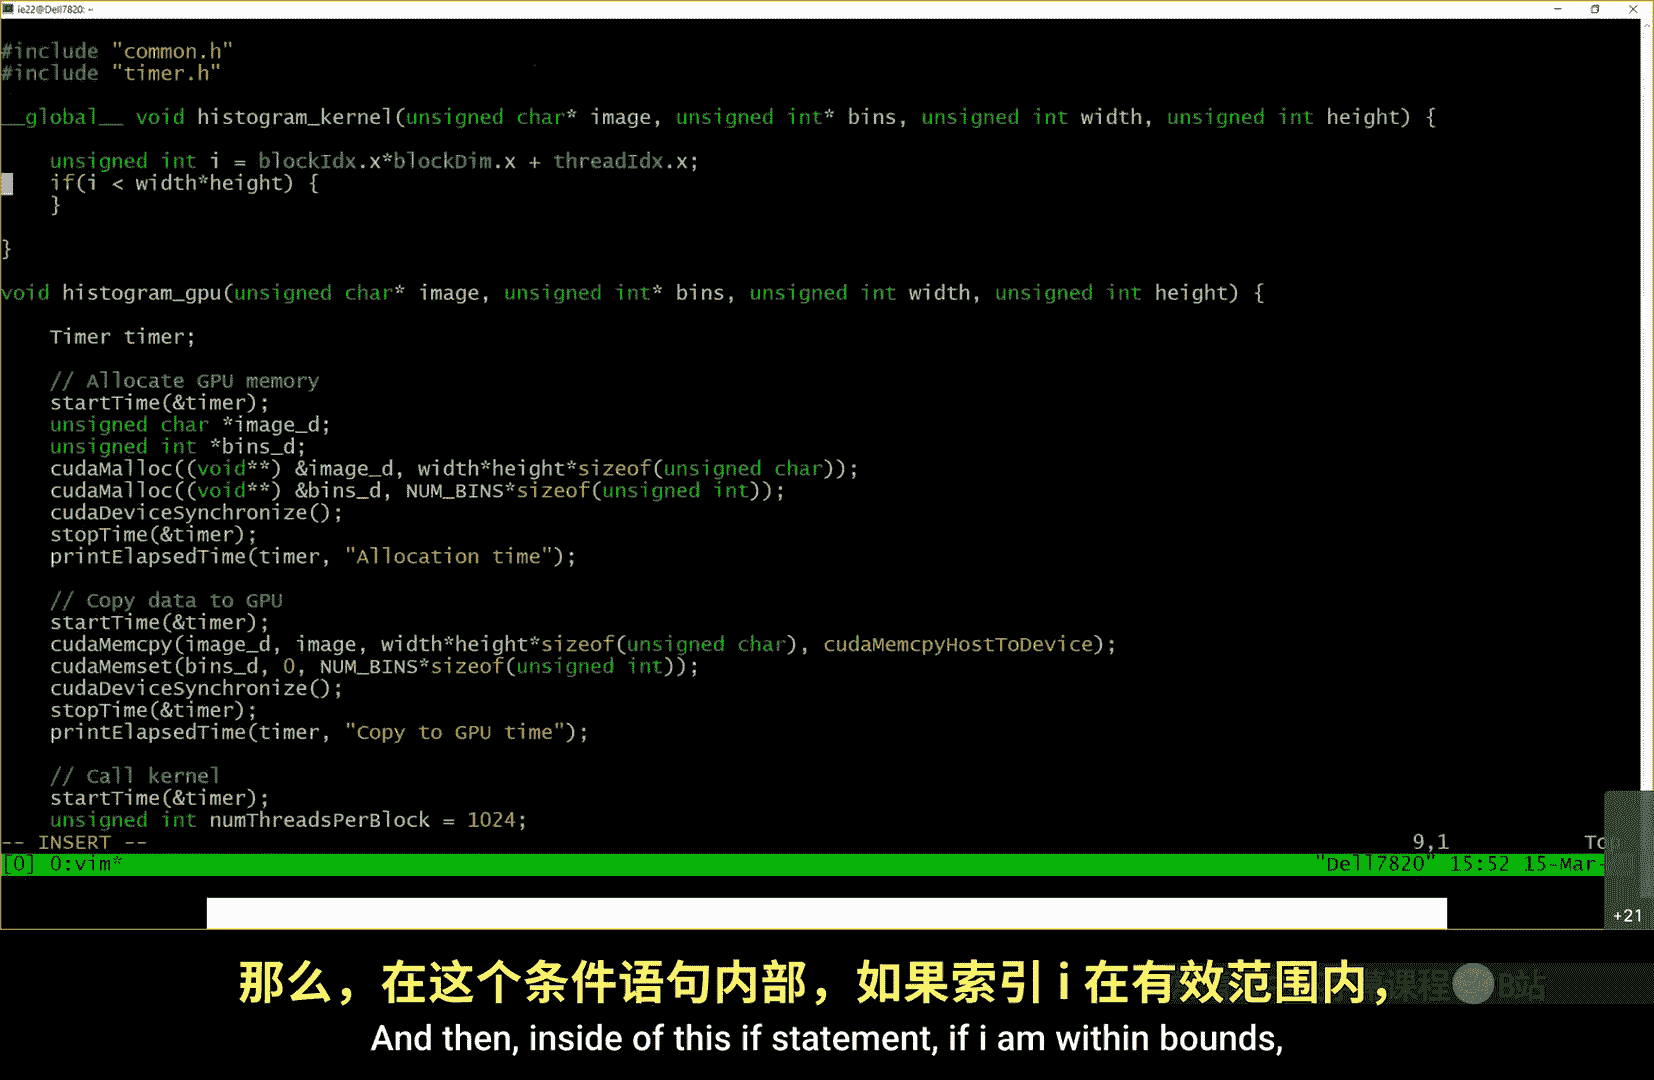 ie22@Dell7820: ~
#include "common.h"
#include "timer.h"
__global__ void histogram_kernel(unsigned char* image, unsigned int* bins, unsigned int width, unsigned int height) {
unsigned int i = blockIdx.x*blockDim.x + threadIdx.x;
if(i < width*height) {
}
}
void histogram_gpu(unsigned char* image, unsigned int* bins, unsigned int width, unsigned int height) {
Timer timer;
// Allocate GPU memory
startTime(&timer);
unsigned char *image_d;
unsigned int *bins_d;
cudaMalloc((void**) &image_d, width*height*sizeof(unsigned char));
cudaMalloc((void**) &bins_d, NUM_BINS*sizeof(unsigned int));
cudaDeviceSynchronize();
stopTime(&timer);
printElapsedTime(timer, "Allocation time");
// Copy data to GPU
startTime(&timer);
cudaMemcpy(image_d, image, width*height*sizeof(unsigned char), cudaMemcpyHostToDevice);
cudaMemset(bins_d, 0, NUM_BINS*sizeof(unsigned int));
cudaDeviceSynchronize();
stopTime(&timer);
printElapsedTime(timer, "Copy to GPU time");
// Call kernel
startTime(&timer);
unsigned int numThreadsPerBlock = 1024;
-- INSERT -- 9,1 Top
[0] 0:vim* "Dell7820" 15:52 15-Mar-
+21
那么，在这个条件语句内部，如果索引 i 在有效范围内，
课程 B站
And then, inside of this if statement, if i am within bounds,